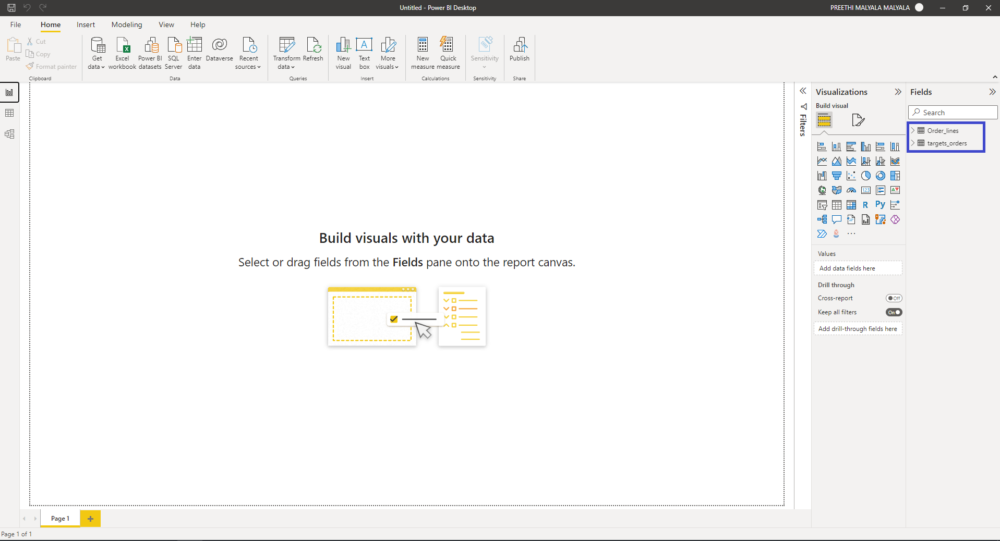 Untitled - Power BI Desktop
PREETHI MALYALA MALYALA
File
Home
Insert
Modeling
View
Help
Paste
Cut
Copy
Format painter
Clipboard
Get
data
Excel
workbook
Power BI
datasets
SQL
Server
Enter
data
Dataverse
Recent
sources
Data
Transform
data
Refresh
Queries
New
visual
A
Text
box
More
visuals
Insert
New
measure
Quick
measure
Calculations
Sensitivity
Sensitivity
Publish
Share
Filters
Visualizations
Build visual
123
R
Py
Values
Add data fields here
Drill through
Cross-report
Off
Keep all filters
On
Add drill-through fields here
Fields
Search
Order_lines
targets_orders
Build visuals with your data
Select or drag fields from the Fields pane onto the report canvas.
Page 1
Page 1 of 1